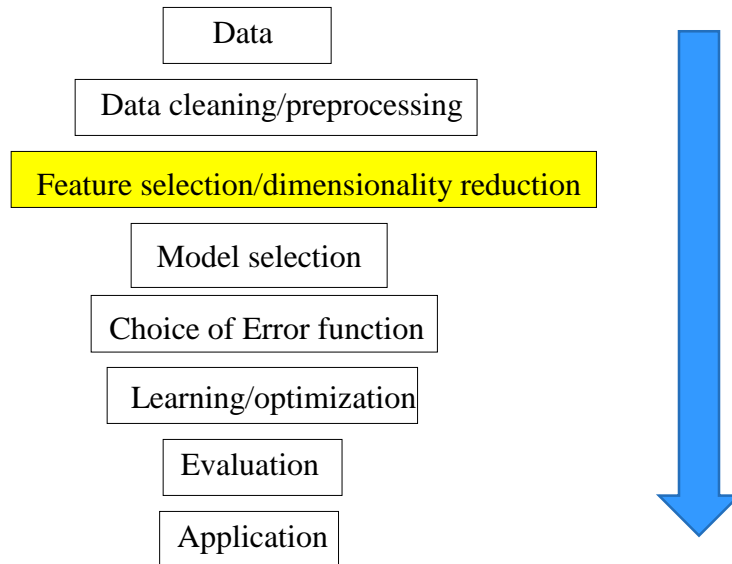 Data
Data cleaning/preprocessing
Feature selection/dimensionality reduction
Model selection
Choice of Error function
Learning/optimization
Evaluation
Application